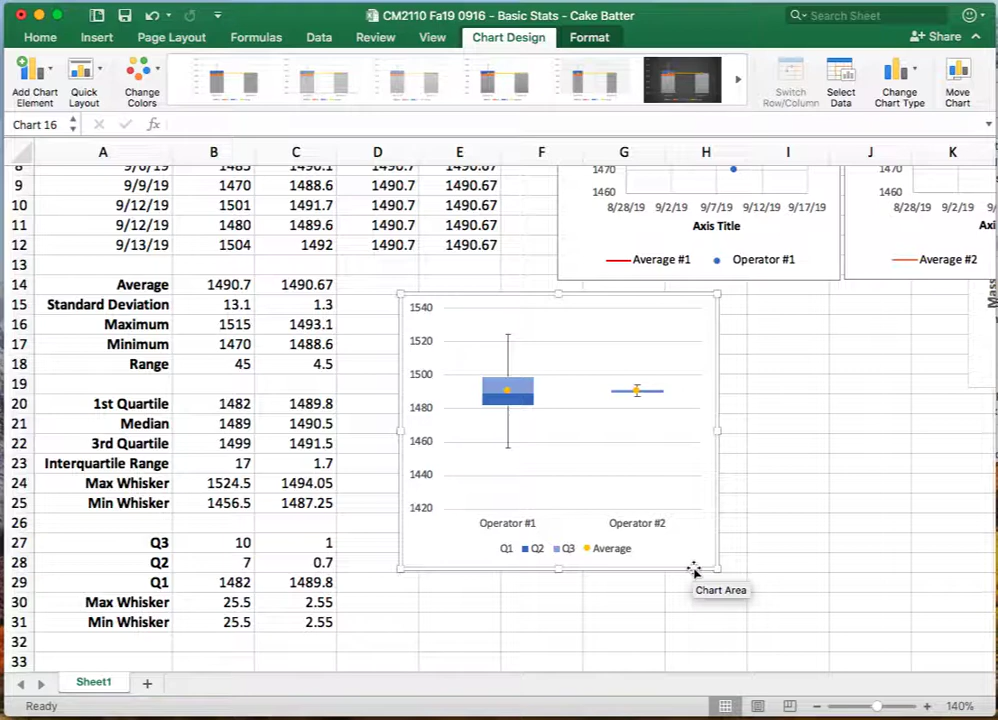 CM2110 Fa19 0916 - Basic Stats - Cake Batter
Search Sheet
Home Insert Page Layout Formulas Data Review View Chart Design Format Share
Add Chart Element
Quick Layout
Change Colors
Switch Row/Column
Select Data
Change Chart Type
Move Chart
Chart 16 fx
A B C D E F G H I J K
9 9/9/19 1470 1488.6 1490.7 1490.67
10 9/12/19 1501 1491.7 1490.7 1490.67
11 9/12/19 1480 1489.6 1490.7 1490.67
12 9/13/19 1504 1492 1490.7 1490.67
13
14 Average 1490.7 1490.67
15 Standard Deviation 13.1 1.3
16 Maximum 1515 1493.1
17 Minimum 1470 1488.6
18 Range 45 4.5
19
20 1st Quartile 1482 1489.8
21 Median 1489 1490.5
22 3rd Quartile 1499 1491.5
23 Interquartile Range 17 1.7
24 Max Whisker 1524.5 1494.05
25 Min Whisker 1456.5 1487.25
26
27 Q3 10 1
28 Q2 7 0.7
29 Q1 1482 1489.8
30 Max Whisker 25.5 2.55
31 Min Whisker 25.5 2.55
32
33
1470
1460
8/28/19 9/2/19 9/7/19 9/12/19 9/17/19
Axis Title
Average #1 Operator #1
1470
1460
8/28/19 9/2/19
Axi
Average #2
Mass
1540
1520
1500
1480
1460
1440
1420
Operator #1 Operator #2
Q1 Q2 Q3 Average
Chart Area
Sheet1
Ready 140%